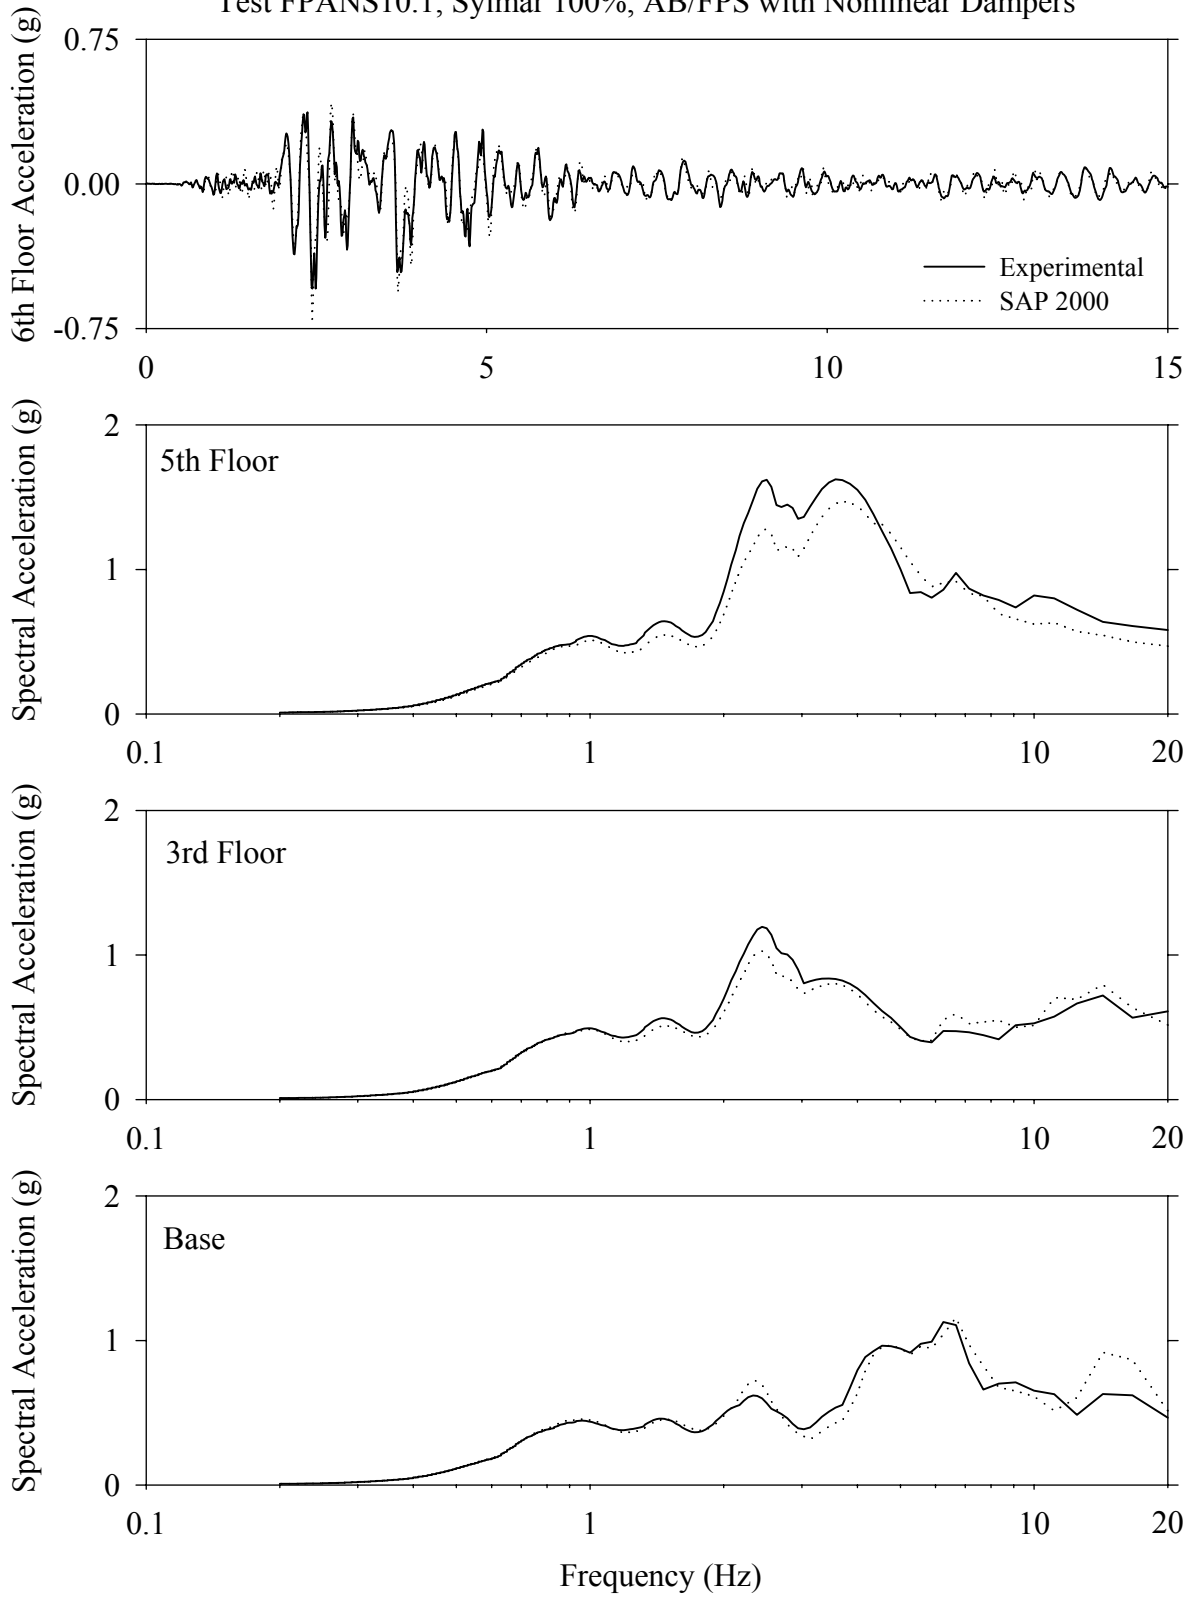 Test FPANS10.1, Sylmar 100%, AB/FPS with Nonlinear Dampers
6th Floor Acceleration (g)
0.75
0.00
-0.75
Experimental
SAP 2000
0 5 10 15
Spectral Acceleration (g)
2
1
0
5th Floor
0.1 1 10 20
Spectral Acceleration (g)
2
1
0
3rd Floor
0.1 1 10 20
Spectral Acceleration (g)
2
1
0
Base
0.1 1 10 20
Frequency (Hz)